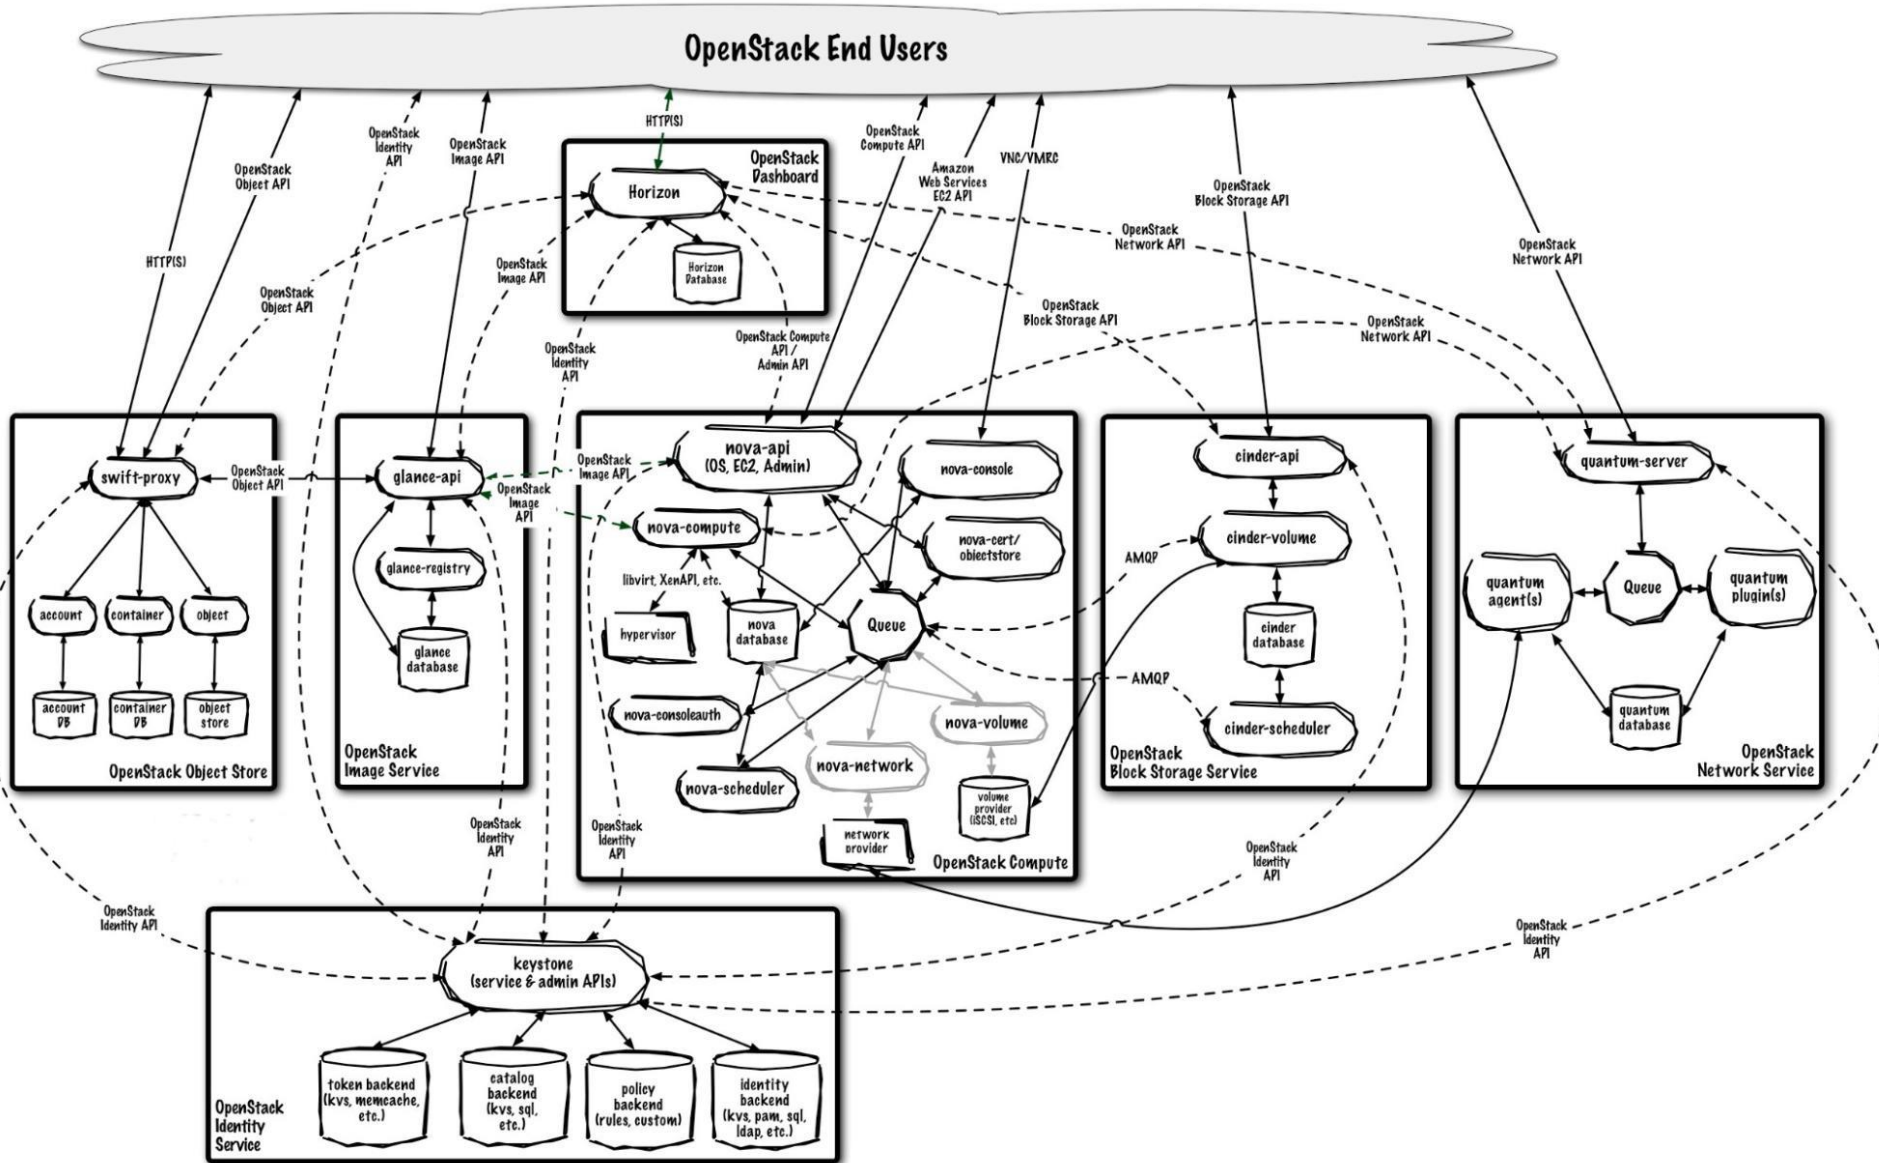 OpenStack End Users
HTTP(S)
OpenStack
Identity
API
OpenStack
Image API
OpenStack
Object API
OpenStack
Compute API
Amazon
Web Services
EC2 API
VNC/VMRC
OpenStack
Dashboard
Horizon
Horizon
Database
OpenStack
Block Storage API
OpenStack
Network API
OpenStack
Network API
HTTP(S)
OpenStack
Object API
OpenStack
Image API
OpenStack
Block Storage API
OpenStack
Network API
OpenStack Compute
API /
Admin API
OpenStack
Identity
API
swift-proxy
OpenStack
Object API
account
container
object
account
DB
container
DB
object
store
OpenStack Object Store
glance-api
glance-registry
glance
database
OpenStack
Image Service
OpenStack
Image API
OpenStack
Image
API
nova-api
(OS, EC2, Admin)
nova-console
nova-compute
nova-cert/
objectstore
libvirt, XenAPI, etc.
hypervisor
nova
database
Queue
nova-consoleauth
nova-volume
nova-network
nova-scheduler
volume
provider
(iSCSI, etc)
network
provider
OpenStack Compute
AMQP
AMQP
cinder-api
cinder-volume
cinder
database
cinder-scheduler
OpenStack
Block Storage Service
quantum-server
quantum
agent(s)
Queue
quantum
plugin(s)
quantum
database
OpenStack
Network Service
OpenStack
Identity
API
OpenStack
Identity
API
OpenStack
Identity
API
OpenStack
Identity API
OpenStack
Identity
API
keystone
(service & admin APIs)
token backend
(kvs, memcache,
etc.)
catalog
backend
(kvs, sql,
etc.)
policy
backend
(rules, custom)
identity
backend
(kvs, pam, sql,
ldap, etc.)
OpenStack
Identity
Service